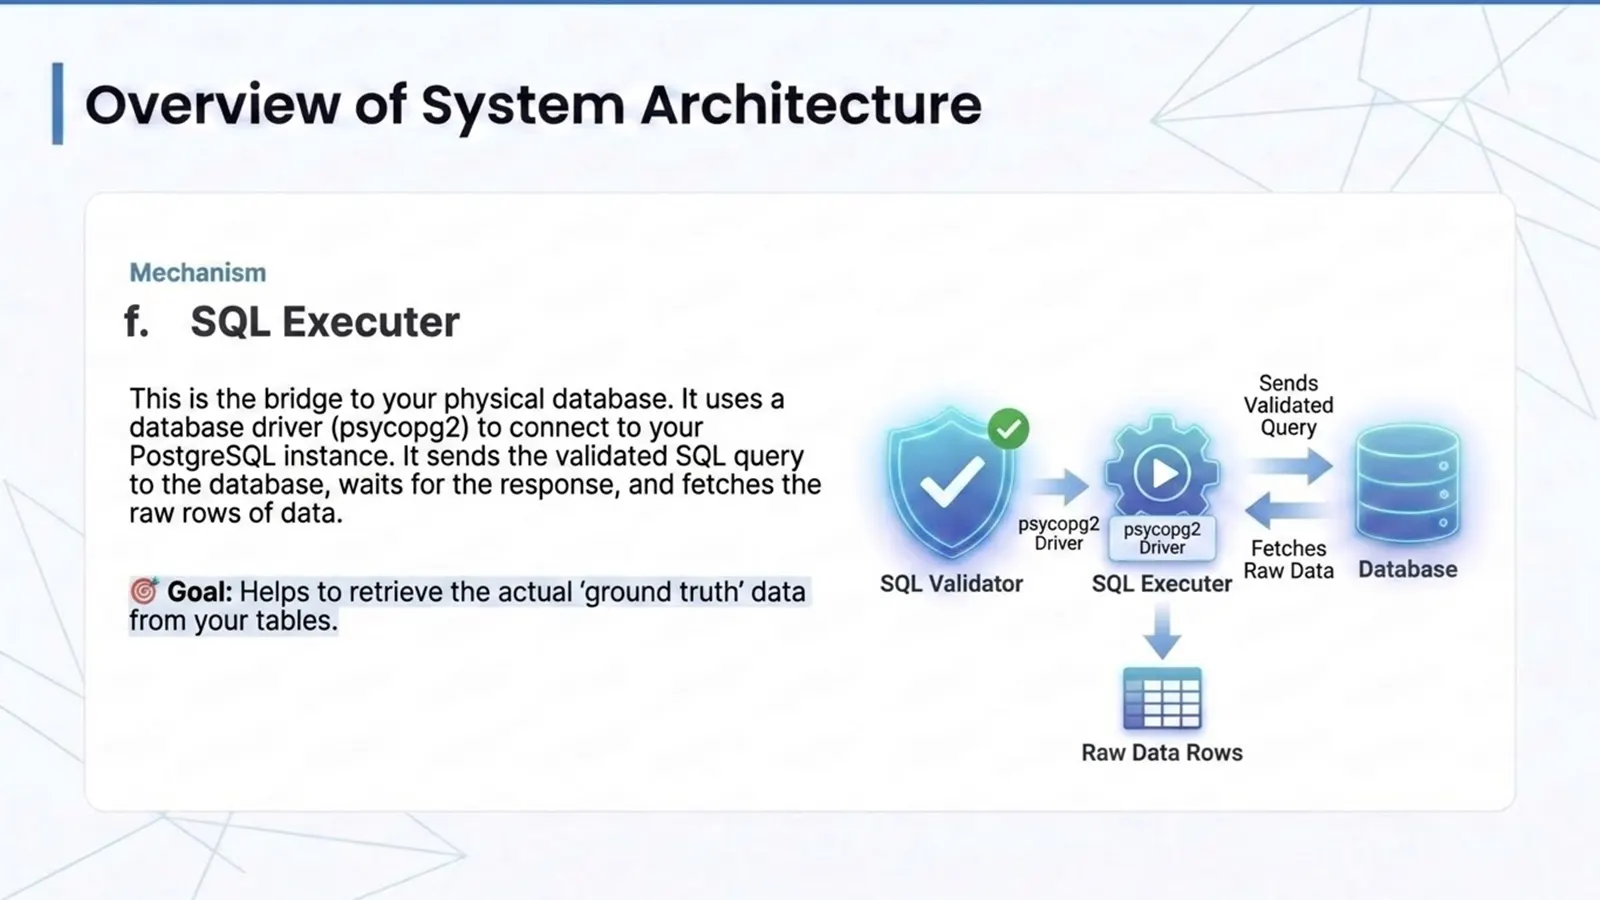 Overview of System Architecture
Mechanism
f. SQL Executer
This is the bridge to your physical database. It uses a
database driver (psycopg2) to connect to your
PostgreSQL instance. It sends the validated SQL query
to the database, waits for the response, and fetches the
raw rows of data.
Goal: Helps to retrieve the actual ‘ground truth’ data
from your tables.
SQL Validator
psycopg2
Driver
psycopg2
Driver
SQL Executer
Sends
Validated
Query
Fetches
Raw Data
Database
Raw Data Rows